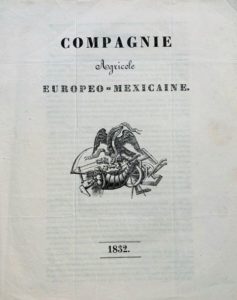 COMPAGNIE
Agricole
EUROPEO-MEXICAINE.
1832.